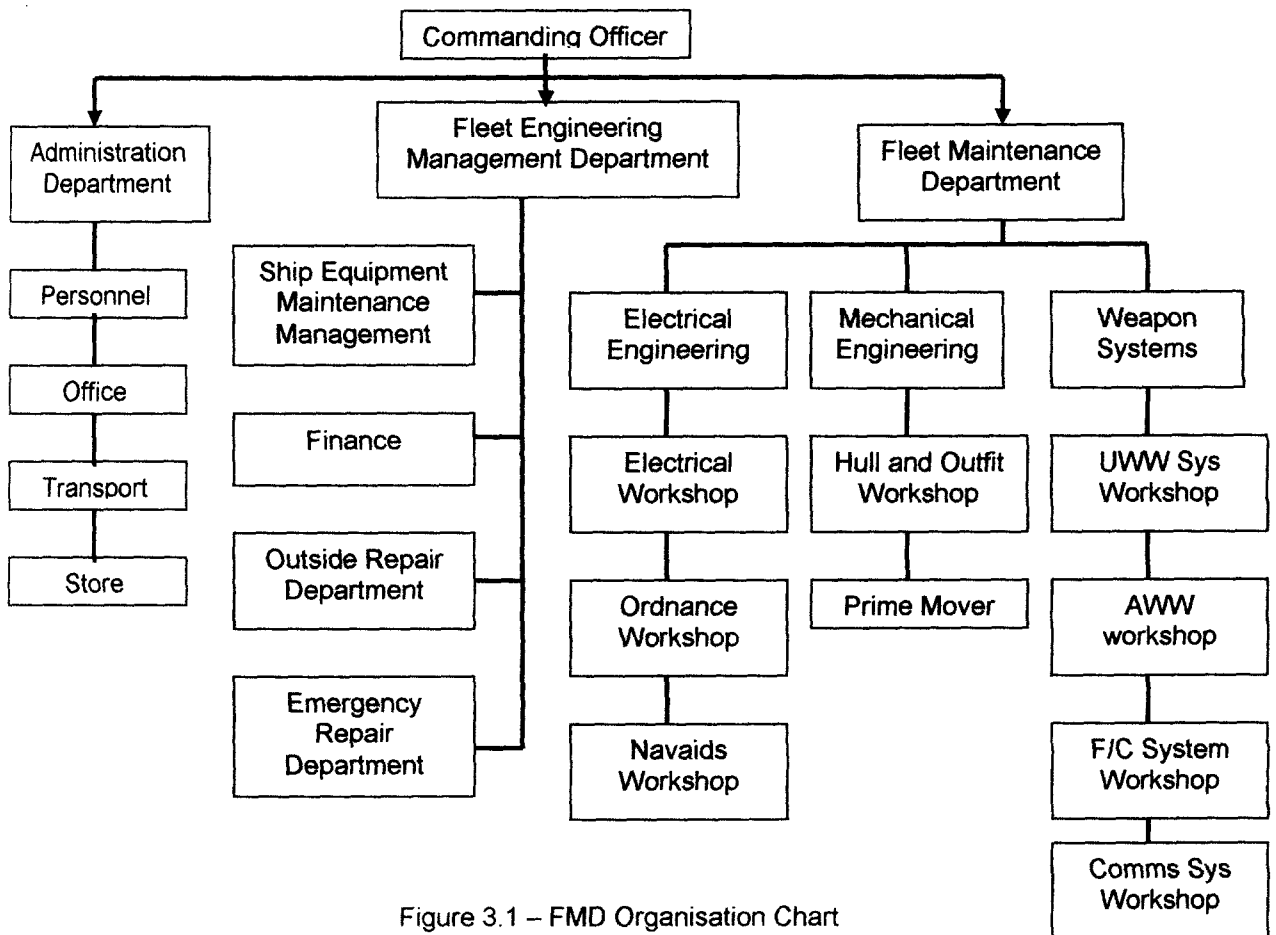 Commanding Officer
Administration
Department
Personnel
Office
Transport
Store
Fleet Engineering
Management Department
Ship Equipment
Maintenance
Management
Finance
Outside Repair
Department
Emergency
Repair
Department
Fleet Maintenance
Department
Electrical
Engineering
Electrical
Workshop
Ordnance
Workshop
Navaids
Workshop
Mechanical
Engineering
Hull and Outfit
Workshop
Prime Mover
Weapon
Systems
UWW Sys
Workshop
AWW
workshop
F/C System
Workshop
Comms Sys
Workshop
Figure 3.1 – FMD Organisation Chart